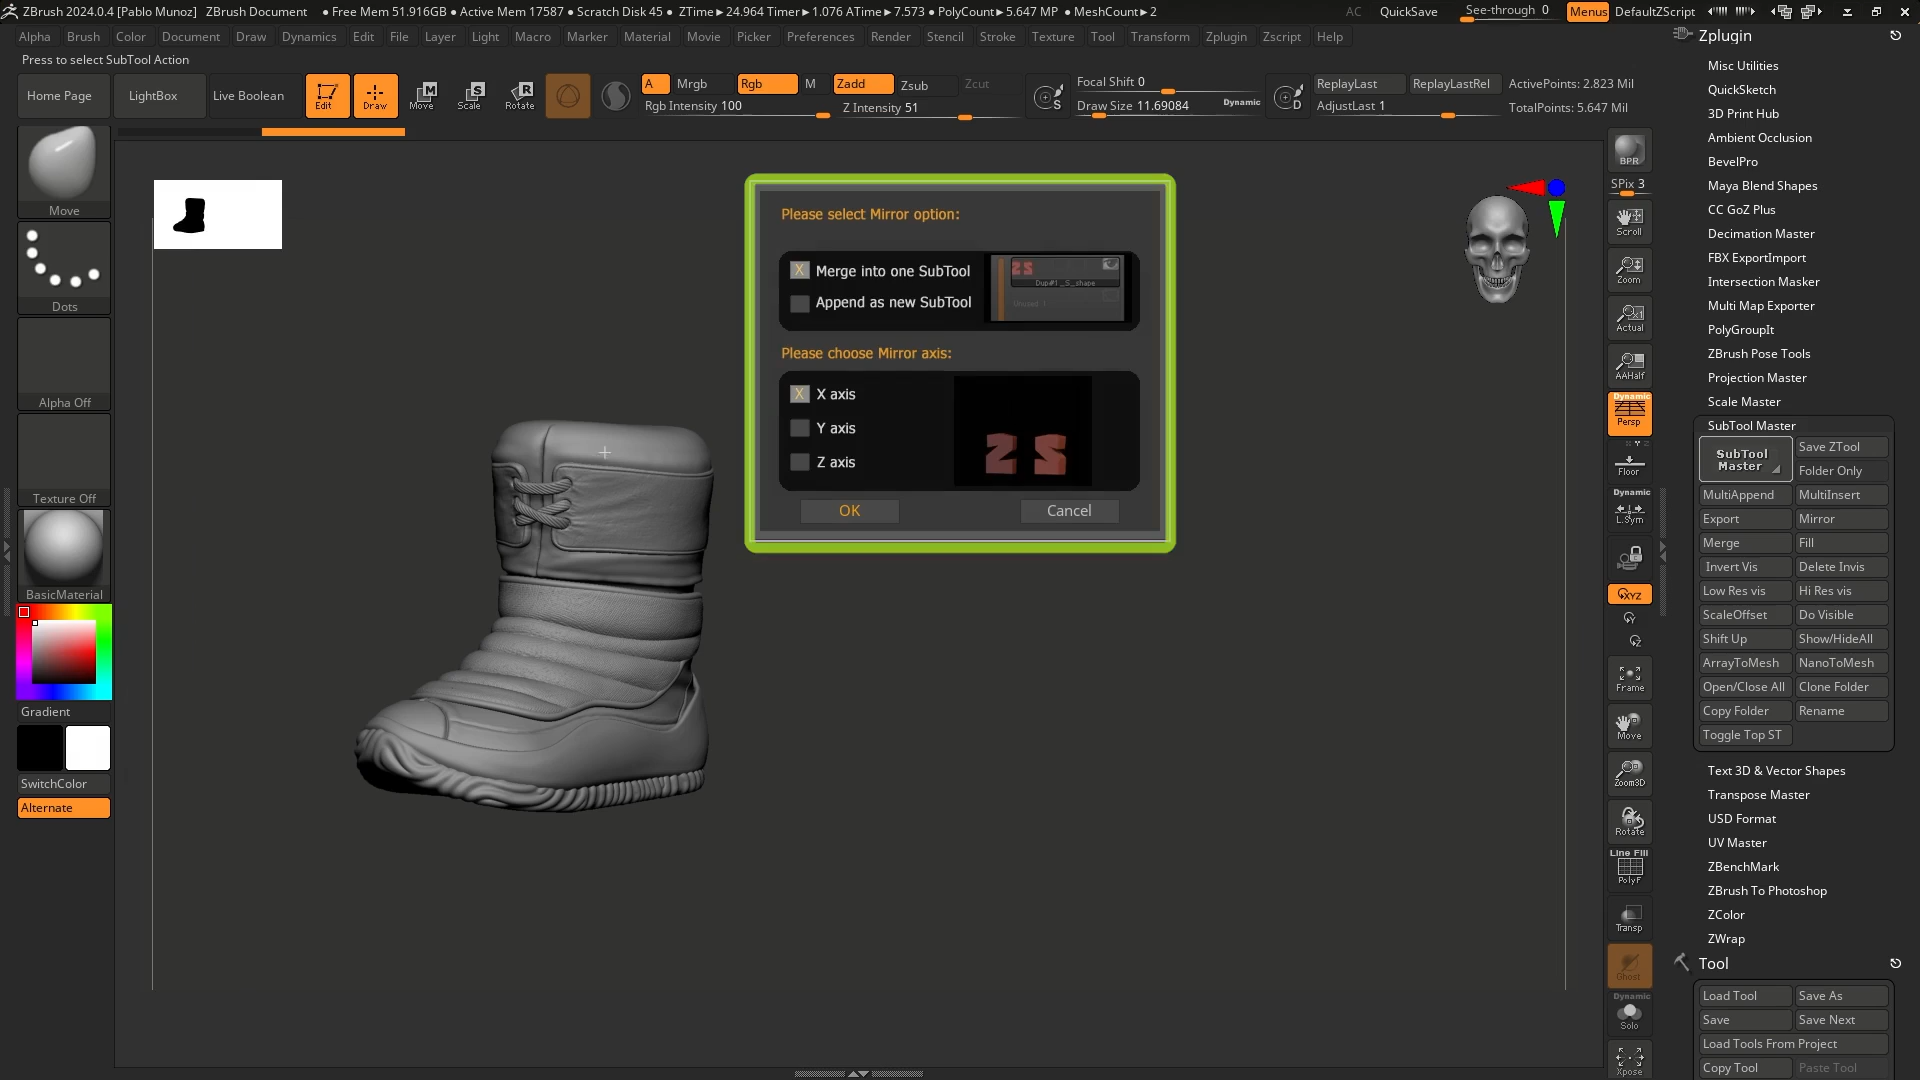 ZBrush 2024.0.4 [Pablo Munoz] ZBrush Document ● Free Mem 51.916GB ● Active Mem 17587 ● Scratch Disk 45 ● ZTime►24.964 Timer►1.076 ATime►7.573 ● PolyCount►5.647 MP ● MeshCount►2 AC QuickSave See-through 0 Menus DefaultZScript
Alpha Brush Color Document Draw Dynamics Edit File Layer Light Macro Marker Material Movie Picker Preferences Render Stencil Stroke Texture Tool Transform Zplugin Zscript Help
Press to select SubTool Action
Home Page LightBox Live Boolean Edit Draw Move Scale Rotate
M S R
A Mrgb Rgb M Zadd Zsub Zcut
Rgb Intensity 100 Z Intensity 51
S Focal Shift 0
Draw Size 11.69084 Dynamic
D ReplayLast ReplayLastRel
AdjustLast 1
ActivePoints: 2.823 Mil
TotalPoints: 5.647 Mil
Move
Dots
Alpha Off
Texture Off
BasicMaterial
Gradient
SwitchColor
Alternate
Please select Mirror option:
X Merge into one SubTool
Append as new SubTool
Dup#1_S_shape
Please choose Mirror axis:
X X axis
Y axis
Z axis
OK Cancel
BPR
SPix 3
Scroll
Zoom
Actual
AAHalf
Dynamic
Persp
Floor
Dynamic
L.Sym
XYZ
Y
Z
Frame
Move
Zoom3D
Rotate
Line Fill
PolyF
Transp
Ghost
Dynamic
Solo
Xpose
Zplugin
Misc Utilities
QuickSketch
3D Print Hub
Ambient Occlusion
BevelPro
Maya Blend Shapes
CC GoZ Plus
Decimation Master
FBX ExportImport
Intersection Masker
Multi Map Exporter
PolyGroupIt
ZBrush Pose Tools
Projection Master
Scale Master
SubTool Master
SubTool
Master
Save ZTool
Folder Only
MultiAppend MultiInsert
Export Mirror
Merge Fill
Invert Vis Delete Invis
Low Res vis Hi Res vis
ScaleOffset Do Visible
Shift Up Show/HideAll
ArrayToMesh NanoToMesh
Open/Close All Clone Folder
Copy Folder Rename
Toggle Top ST
Text 3D & Vector Shapes
Transpose Master
USD Format
UV Master
ZBenchMark
ZBrush To Photoshop
ZColor
ZWrap
Tool
Load Tool Save As
Save Save Next
Load Tools From Project
Copy Tool Paste Tool